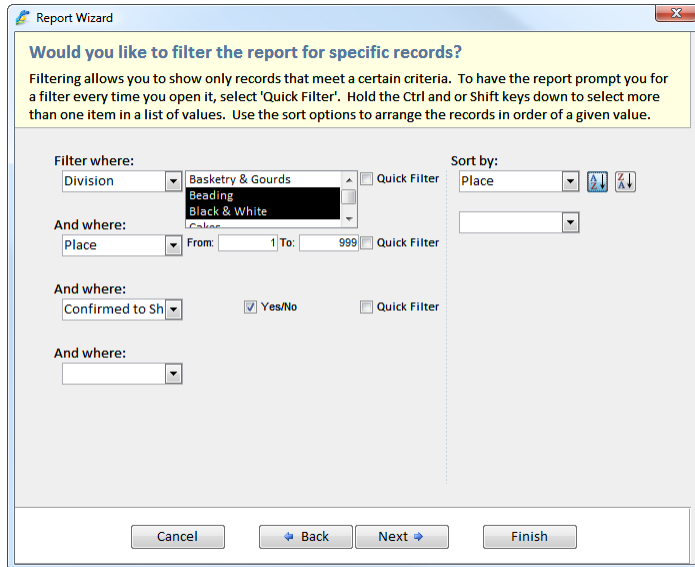 Report Wizard
Would you like to filter the report for specific records?
Filtering allows you to show only records that meet a certain criteria. To have the report prompt you for
a filter every time you open it, select 'Quick Filter'. Hold the Ctrl and or Shift keys down to select more
than one item in a list of values. Use the sort options to arrange the records in order of a given value.
Filter where:
Division
Basketry & Gourds
Beading
Black & White
Cakes
Quick Filter
And where:
Place
From: 1 To: 999
Quick Filter
And where:
Confirmed to Sh
Yes/No
Quick Filter
And where:
Sort by:
Place
A Z
Z A
Cancel
Back
Next
Finish